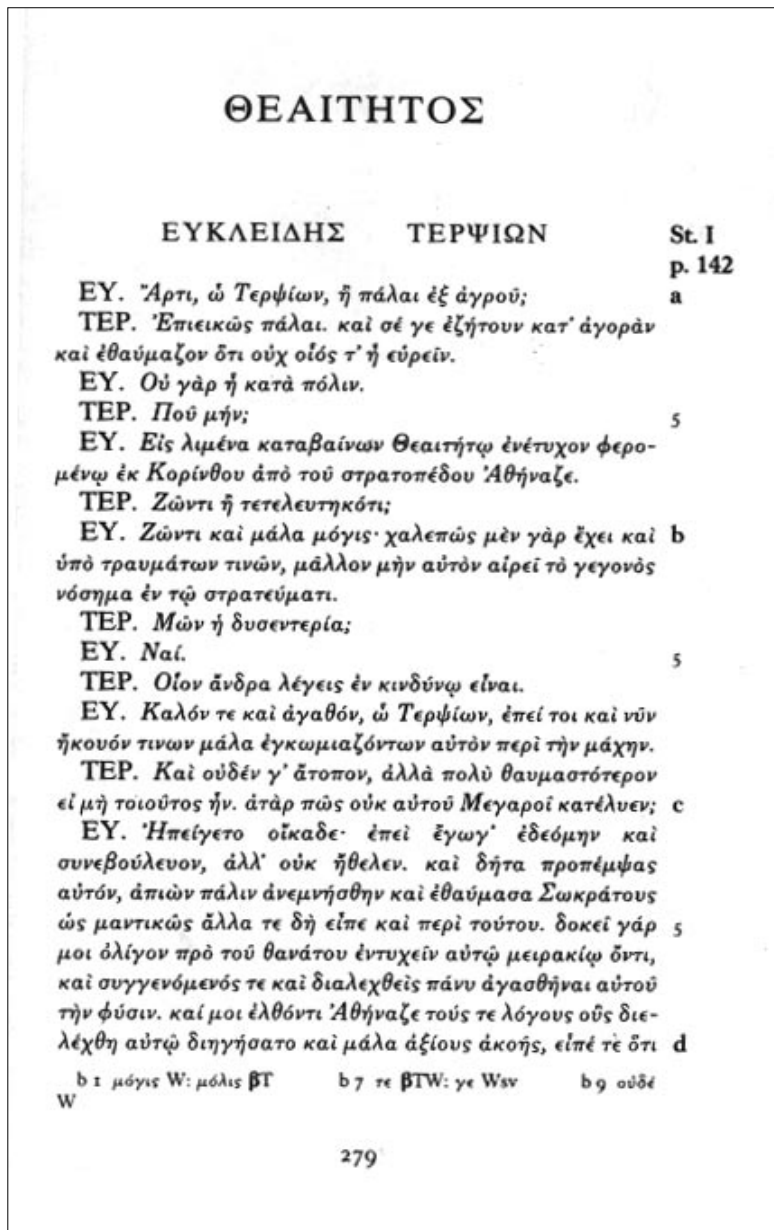 ΘΕΑΙΤΗΤΟΣ
ΕΥΚΛΕΙΔΗΣ ΤΕΡΨΙΩΝ St. I
p. 142
ΕΥ. Ἄρτι, ὦ Τερψίων, ἢ πάλαι ἐξ ἀγροῦ; a
ΤΕΡ. Ἐπιεικῶς πάλαι. καὶ σέ γε ἐζήτουν κατ' ἀγορὰν
καὶ ἐθαύμαζον ὅτι οὐχ οἷός τ' ἦ εὑρεῖν.
ΕΥ. Οὐ γὰρ ἦ κατὰ πόλιν.
ΤΕΡ. Ποῦ μήν; 5
ΕΥ. Εἰς λιμένα καταβαίνων Θεαιτήτῳ ἐνέτυχον φερο-
μένῳ ἐκ Κορίνθου ἀπὸ τοῦ στρατοπέδου Ἀθήναζε.
ΤΕΡ. Ζῶντι ἢ τετελευτηκότι;
ΕΥ. Ζῶντι καὶ μάλα μόγις· χαλεπῶς μὲν γὰρ ἔχει καὶ b
ὑπὸ τραυμάτων τινῶν, μᾶλλον μὴν αὐτὸν αἱρεῖ τὸ γεγονὸς
νόσημα ἐν τῷ στρατεύματι.
ΤΕΡ. Μῶν ἡ δυσεντερία;
ΕΥ. Ναί. 5
ΤΕΡ. Οἷον ἄνδρα λέγεις ἐν κινδύνῳ εἶναι.
ΕΥ. Καλόν τε καὶ ἀγαθόν, ὦ Τερψίων, ἐπεί τοι καὶ νῦν
ἤκουόν τινων μάλα ἐγκωμιαζόντων αὐτὸν περὶ τὴν μάχην.
ΤΕΡ. Καὶ οὐδέν γ' ἄτοπον, ἀλλὰ πολὺ θαυμαστότερον
εἰ μὴ τοιοῦτος ἦν. ἀτὰρ πῶς οὐκ αὐτοῦ Μεγαροῖ κατέλυεν; c
ΕΥ. Ἠπείγετο οἴκαδε· ἐπεὶ ἔγωγ' ἐδεόμην καὶ
συνεβούλευον, ἀλλ' οὐκ ἤθελεν. καὶ δῆτα προπέμψας
αὐτόν, ἀπιὼν πάλιν ἀνεμνήσθην καὶ ἐθαύμασα Σωκράτους
ὡς μαντικῶς ἄλλα τε δὴ εἶπε καὶ περὶ τούτου. δοκεῖ γάρ 5
μοι ὀλίγον πρὸ τοῦ θανάτου ἐντυχεῖν αὐτῷ μειρακίῳ ὄντι,
καὶ συγγενόμενός τε καὶ διαλεχθεὶς πάνυ ἀγασθῆναι αὐτοῦ
τὴν φύσιν. καί μοι ἐλθόντι Ἀθήναζε τούς τε λόγους οὓς διε-
λέχθη αὐτῷ διηγήσατο καὶ μάλα ἀξίους ἀκοῆς, εἶπέ τε ὅτι d
b 1 μόγις W: μόλις βT b 7 τε βTW: γε Wsv b 9 οὐδέ
W
279